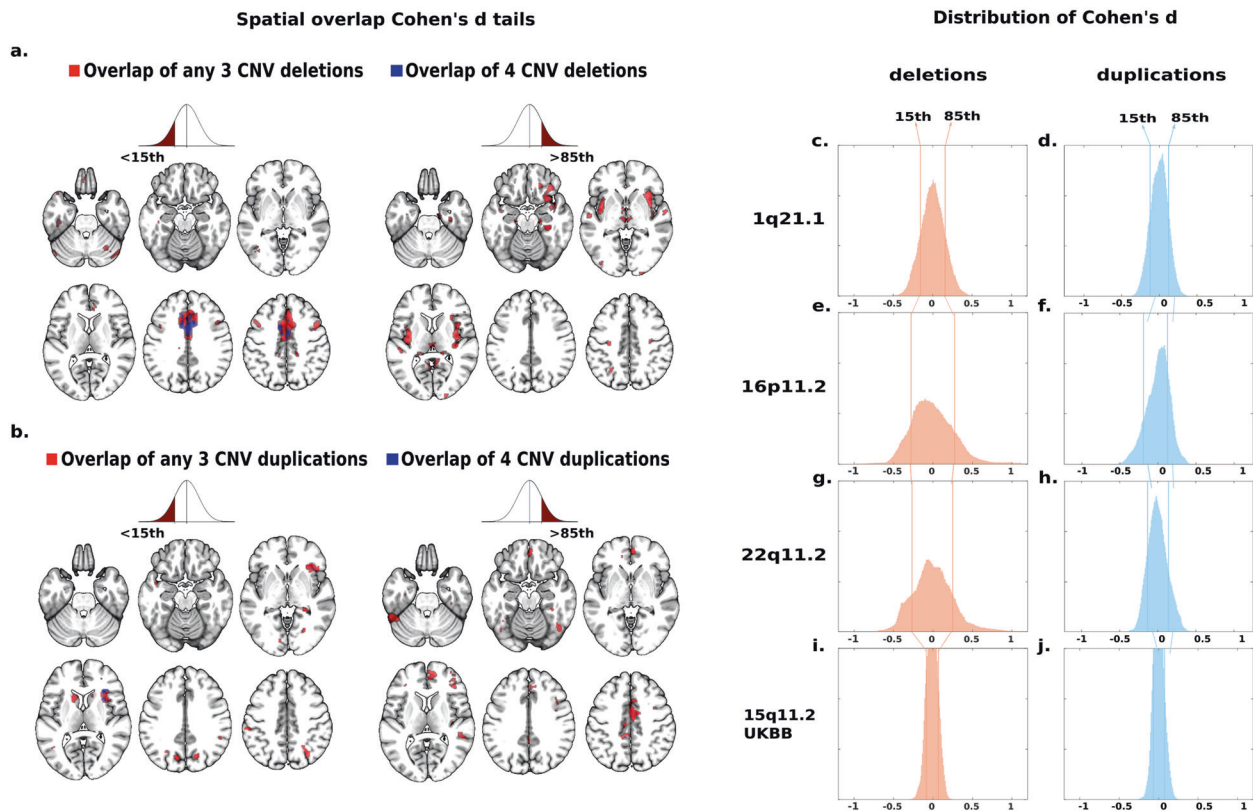 Spatial overlap Cohen's d tails
a.
Overlap of any 3 CNV deletions
Overlap of 4 CNV deletions
<15th
>85th
b.
Overlap of any 3 CNV duplications
Overlap of 4 CNV duplications
<15th
>85th
Distribution of Cohen's d
deletions
duplications
15th 85th
15th 85th
c.
d.
1q21.1
-1 -0.5 0 0.5 1
-1 -0.5 0 0.5 1
e.
f.
16p11.2
-1 -0.5 0 0.5 1
-1 -0.5 0 0.5 1
g.
h.
22q11.2
-1 -0.5 0 0.5 1
-1 -0.5 0 0.5 1
i.
j.
15q11.2
UKBB
-1 -0.5 0 0.5 1
-1 -0.5 0 0.5 1